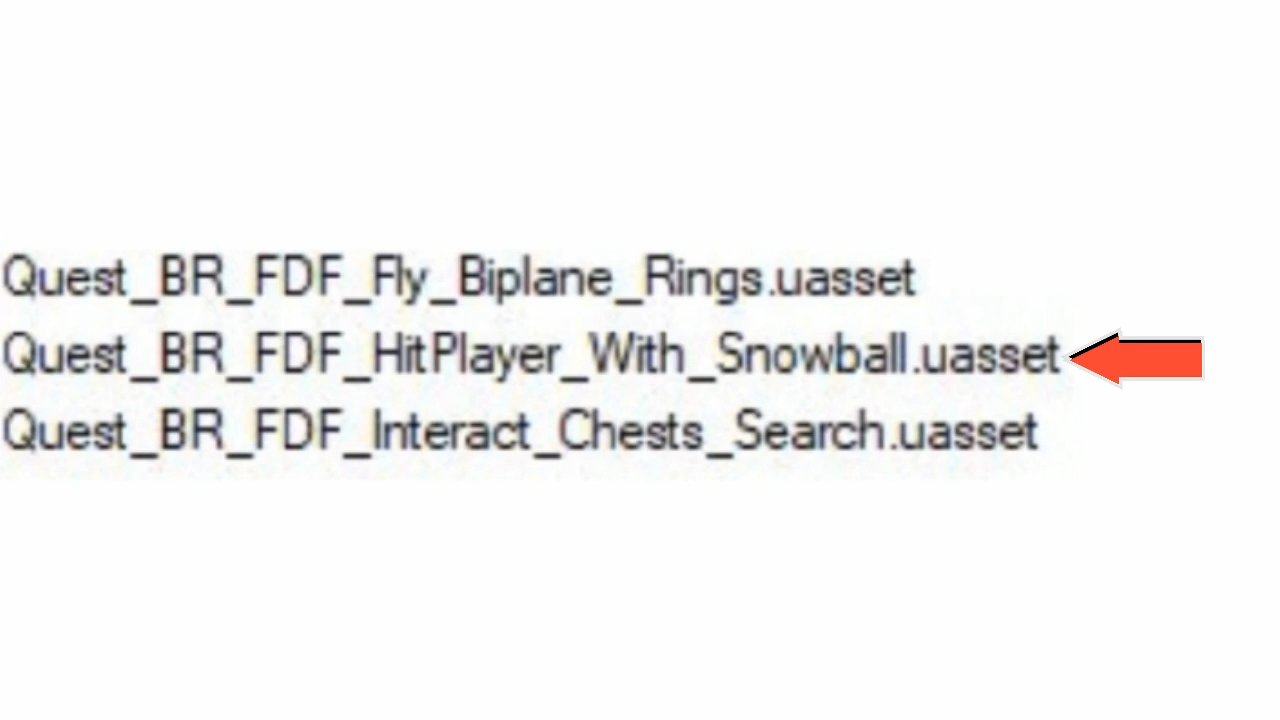 Quest_BR_FDF_Fly_Biplane_Rings.uasset
Quest_BR_FDF_HitPlayer_With_Snowball.uasset
Quest_BR_FDF_Interact_Chests_Search.uasset